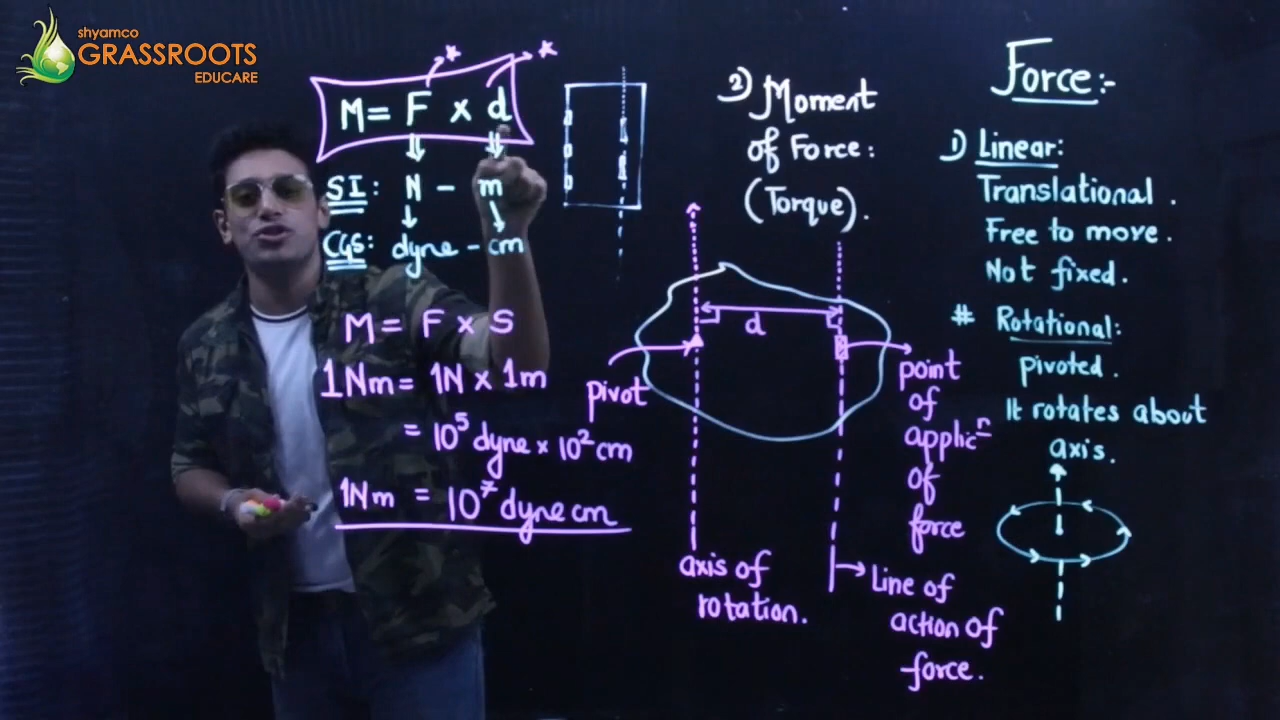 shyamco
GRASSROOTS
EDUCARE
* *
M = F x d
SI: N - m
CGS: dyne - cm
M = F x S
1Nm = 1N x 1m
= 10⁵ dyne x 10² cm
1Nm = 10⁷ dyne cm
2) Moment
of Force:
(Torque).
d
pivot
point
of
applicⁿ
of
force
axis of
rotation.
Line of
action of
force.
Force:-
1) Linear:
Translational.
Free to move.
Not fixed.
# Rotational:
pivoted.
It rotates about
axis.